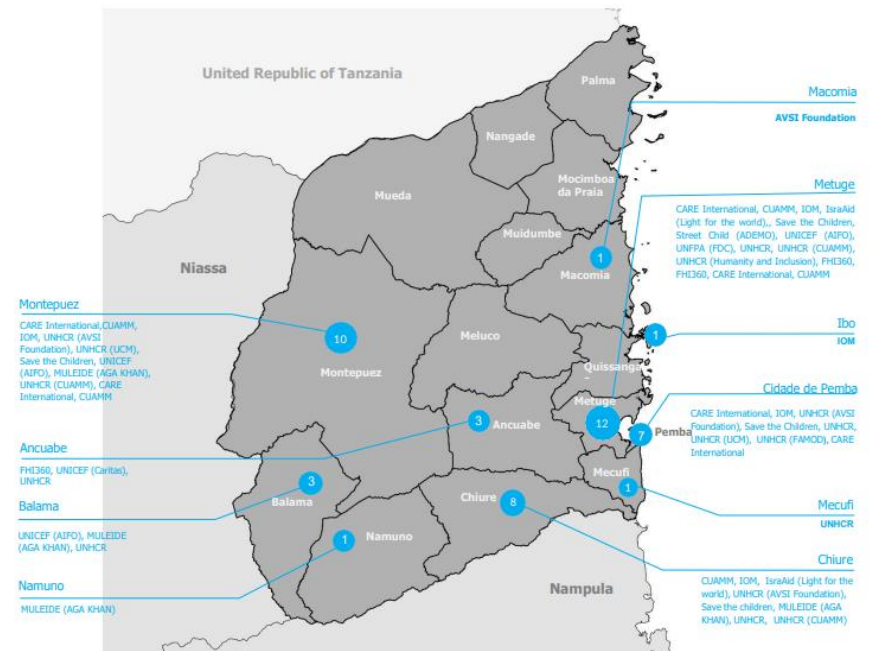 United Republic of Tanzania
Palma
Nangade
Mocimboa
da Praia
Mueda
Muidumbe
Macomia
1
Niassa
10
Montepuez
Meluco
Quissanga
Metuge
12
3
Ancuabe
1
7
Pemba
Mecufi
1
3
Balama
Chiure
8
1
Namuno
Nampula
Montepuez
CARE International,CUAMM,
IOM, UNHCR (AVSI
Foundation), UNHCR (UCM),
Save the Children, UNICEF
(AIFO), MULEIDE (AGA KHAN),
UNHCR (CUAMM), CARE
International, CUAMM
Ancuabe
FHI360, UNICEF (Caritas),
UNHCR
Balama
UNICEF (AIFO), MULEIDE
(AGA KHAN), UNHCR
Namuno
MULEIDE (AGA KHAN)
Macomia
AVSI Foundation
Metuge
CARE International, CUAMM, IOM, IsraAid
(Light for the world),, Save the Children,
Street Child (ADEMO), UNICEF (AIFO),
UNFPA (FDC), UNHCR, UNHCR (CUAMM),
UNHCR (Humanity and Inclusion), FHI360,
FHI360, CARE International, CUAMM
Ibo
IOM
Cidade de Pemba
CARE International, IOM, UNHCR (AVSI
Foundation), Save the Children, UNHCR,
UNHCR (UCM), UNHCR (FAMOD), CARE
International
Mecufi
UNHCR
Chiure
CUAMM, IOM, IsraAid (Light for the
world), UNHCR (AVSI Foundation),
Save the children, MULEIDE (AGA
KHAN), UNHCR, UNHCR (CUAMM)